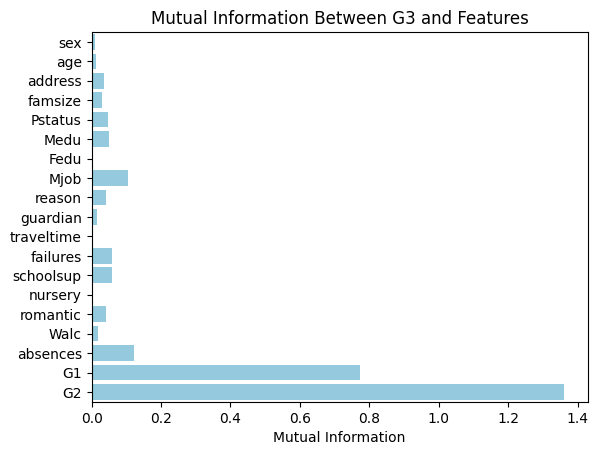 Mutual Information Between G3 and Features
sex
age
address
famsize
Pstatus
Medu
Fedu
Mjob
reason
guardian
traveltime
failures
schoolsup
nursery
romantic
Walc
absences
G1
G2
0.0 0.2 0.4 0.6 0.8 1.0 1.2 1.4
Mutual Information